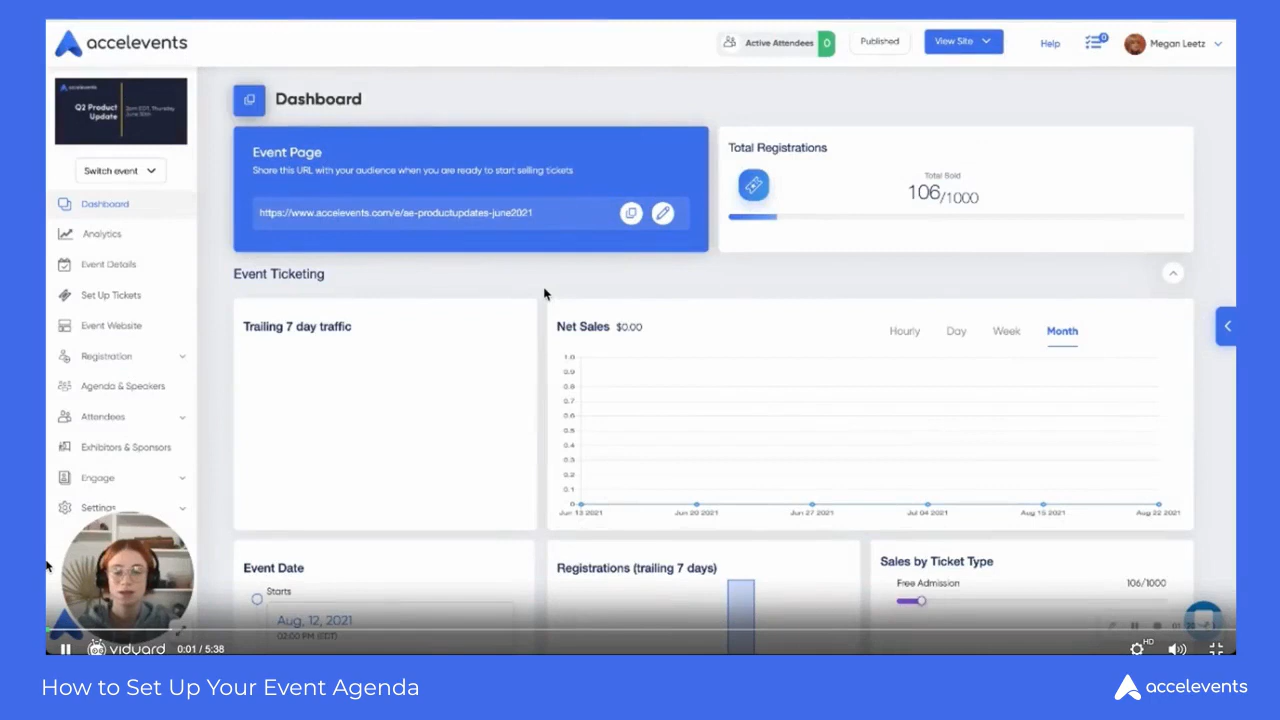 accelevents
Active Attendees 0
Published
View Site
Help
0
Megan Leetz
accelevents
Q2 Product
Update
Switch event
Dashboard
Analytics
Event Details
Set Up Tickets
Event Website
Registration
Agenda & Speakers
Attendees
Exhibitors & Sponsors
Engage
Settings
Dashboard
Event Page
Share this URL with your audience when you are ready to start selling tickets
https://www.accelevents.com/e/ae-productupdates-june2021
Total Registrations
Total Sold
106/1000
Event Ticketing
Trailing 7 day traffic
Net Sales $0.00
Hourly Day Week Month
1.0
0.9
0.8
0.7
0.6
0.5
0.4
0.3
0.2
0.1
0
Jun 13 2021 Jun 20 2021 Jun 27 2021 Jul 04 2021 Aug 15 2021 Aug 22 2021
Event Date
Starts
Aug, 12, 2021
02:00 PM (EDT)
Registrations (trailing 7 days)
Sales by Ticket Type
Free Admission 106/1000
vidyard 0:01 / 5:38
HD
How to Set Up Your Event Agenda
accelevents